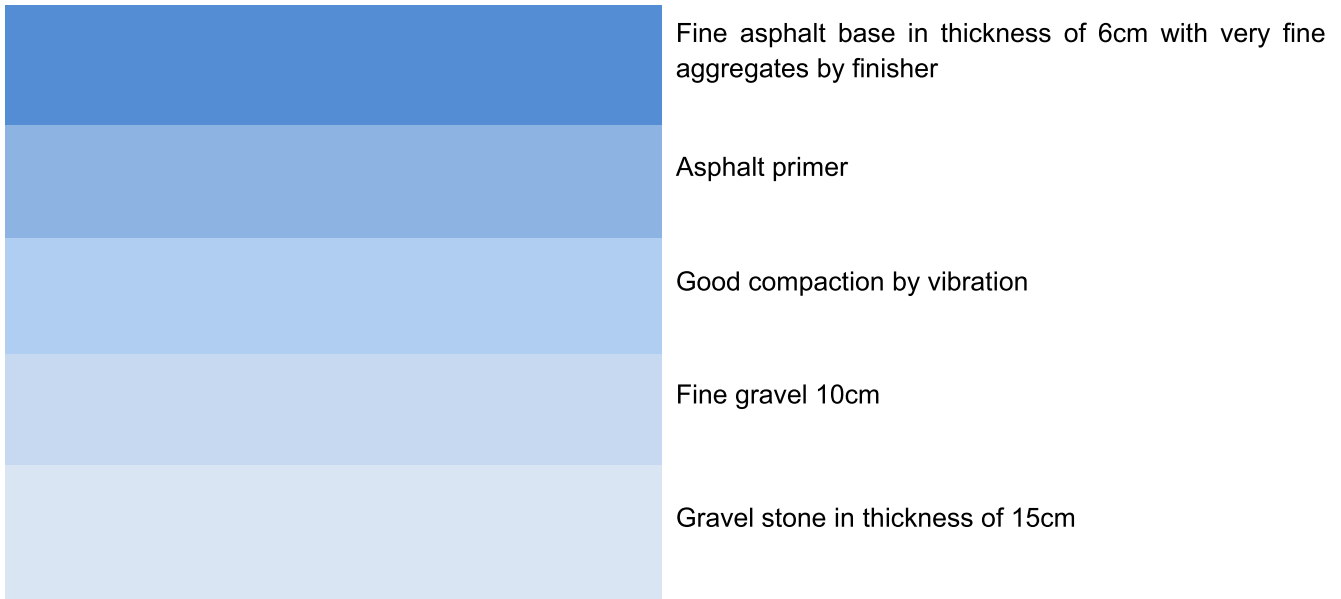 Fine asphalt base in thickness of 6cm with very fine
aggregates by finisher
Asphalt primer
Good compaction by vibration
Fine gravel 10cm
Gravel stone in thickness of 15cm